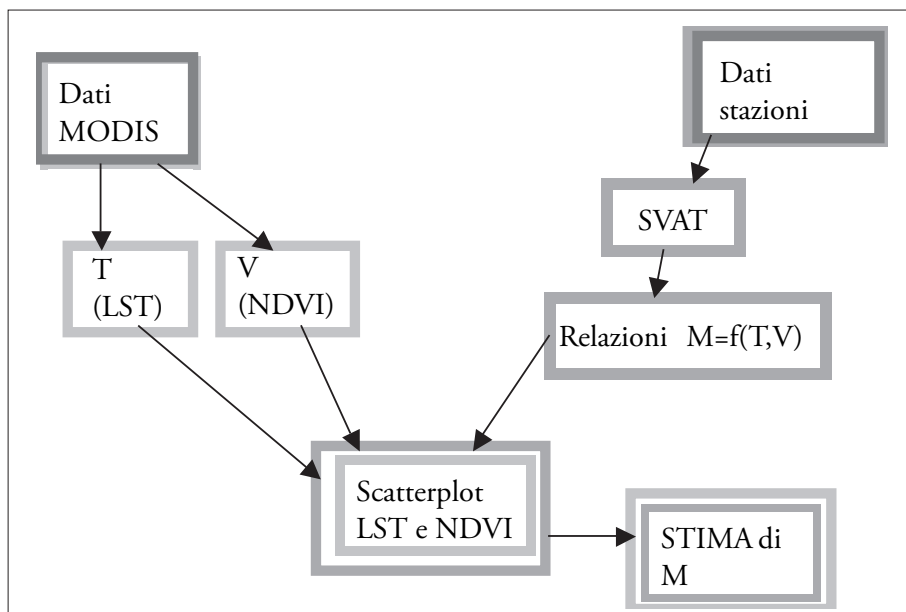 Dati
MODIS
Dati
stazioni
SVAT
T
(LST)
V
(NDVI)
Relazioni M=f(T,V)
Scatterplot
LST e NDVI
STIMA di
M